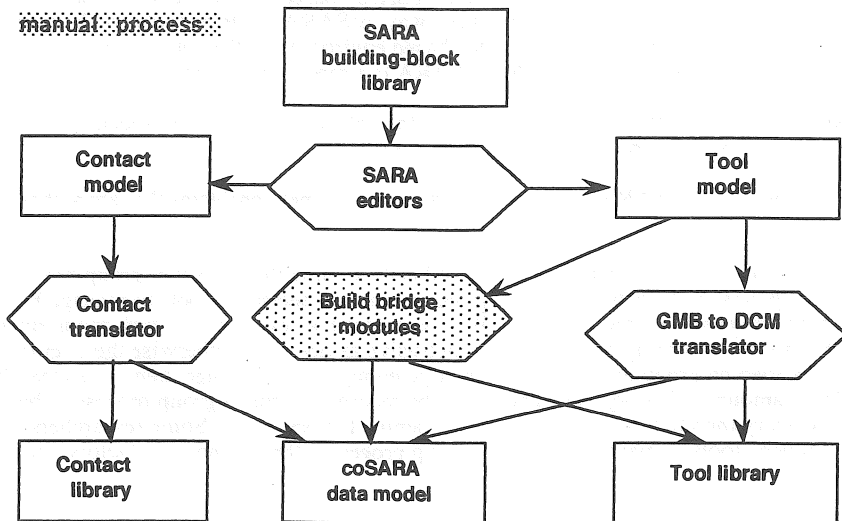 manual process
SARA
building-block
library
Contact
model
SARA
editors
Tool
model
Contact
translator
Build bridge
modules
GMB to DCM
translator
Contact
library
coSARA
data model
Tool library